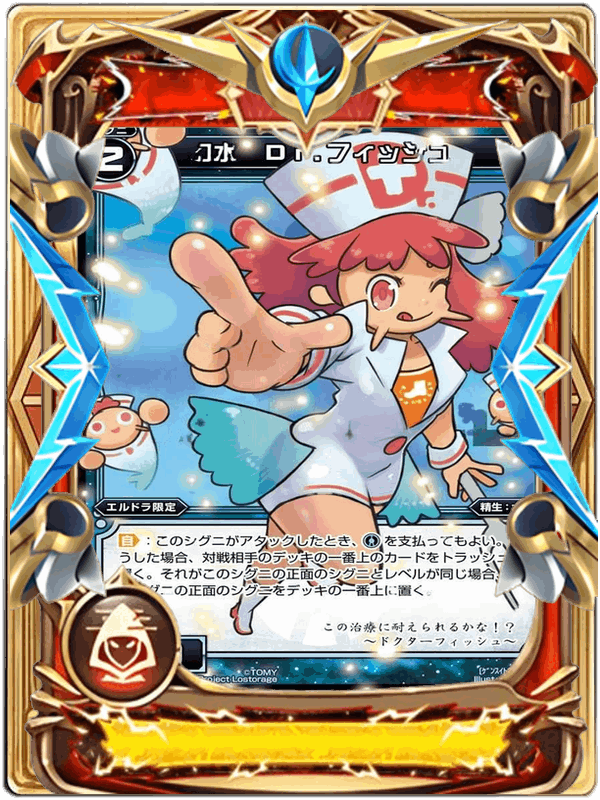 2
幻水 Dr.フィッシュ
エルドラ限定
精生:
自:このシグニがアタックしたとき、を支払ってもよい。
うした場合、対戦相手のデッキの一番上のカードをトラッシュ
く。それがこのシグニの正面のシグニとレベルが同じ場合、
グニの正面のシグニをデッキの一番上に置く。
この治療に耐えられるかな!?
~ドクターフィッシュ~
©TOMY
Project Lostorage
Illust